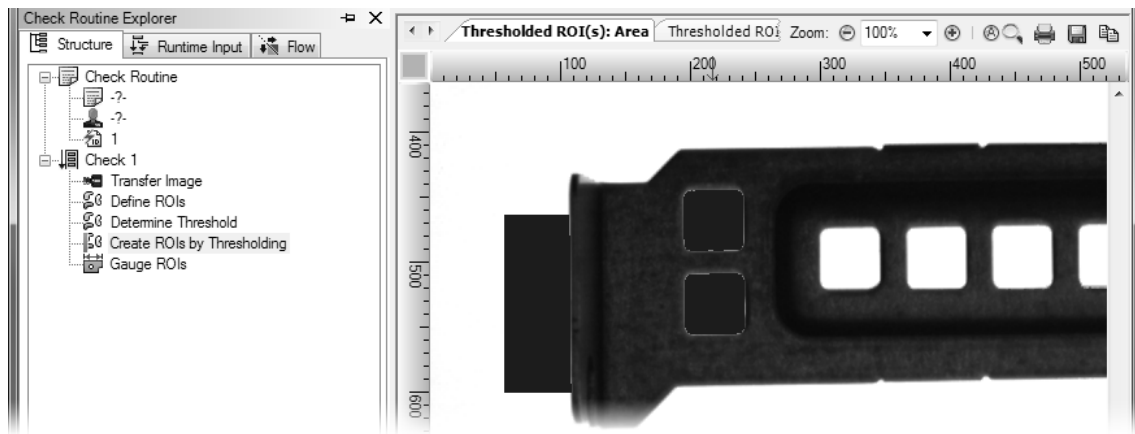 Check Routine Explorer
Structure
Runtime Input
Flow
Check Routine
-?-
-?-
1
Check 1
Transfer Image
Define ROIs
Determine Threshold
Create ROIs by Thresholding
Gauge ROIs
Thresholded ROI(s): Area
Thresholded ROI
Zoom:
100%
100
200
300
400
500
400
500
600